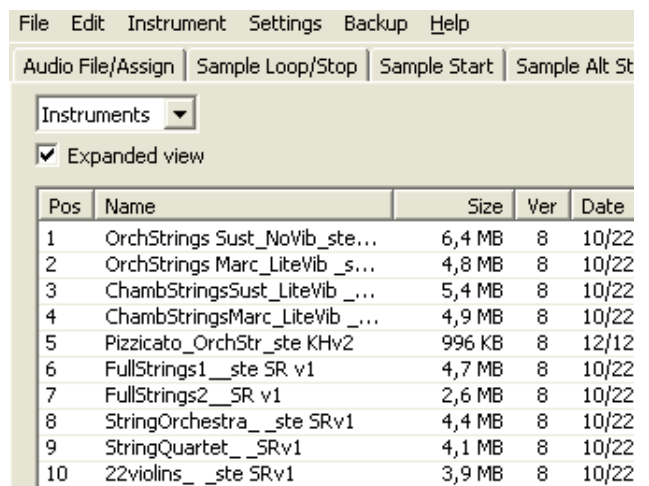 File Edit Instrument Settings Backup Help
Audio File/Assign Sample Loop/Stop Sample Start Sample Alt St
Instruments
Expanded view
Pos Name Size Ver Date
1 OrchStrings Sust_NoVib_ste... 6,4 MB 8 10/22
2 OrchStrings Marc_LiteVib _s... 4,8 MB 8 10/22
3 ChambStringsSust_LiteVib _... 5,4 MB 8 10/22
4 ChambStringsMarc_LiteVib _... 4,9 MB 8 10/22
5 Pizzicato_OrchStr_ste KHv2 996 KB 8 12/12
6 FullStrings1__ste SR v1 4,7 MB 8 10/22
7 FullStrings2__SR v1 2,6 MB 8 10/22
8 StringOrchestra_ _ste SRv1 4,4 MB 8 10/22
9 StringQuartet_ _SRv1 4,1 MB 8 10/22
10 22violins_ _ste SRv1 3,9 MB 8 10/22